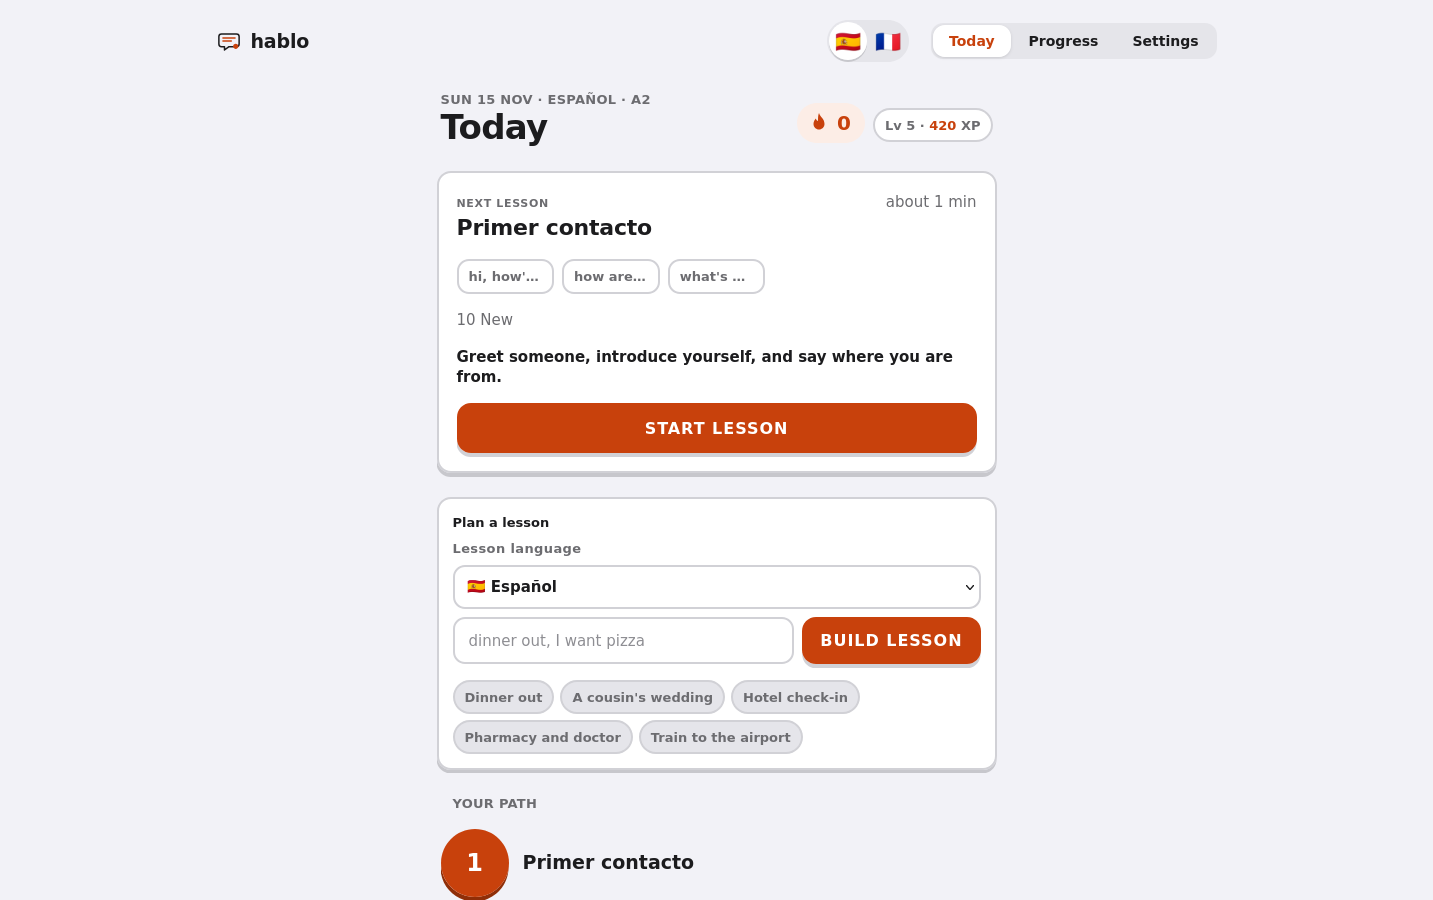 hablo
Today
Progress
Settings
SUN 15 NOV · ESPAÑOL · A2
Today
0
Lv 5 · 420 XP
NEXT LESSON
about 1 min
Primer contacto
hi, how'...
how are...
what's ...
10 New
Greet someone, introduce yourself, and say where you are
from.
START LESSON
Plan a lesson
Lesson language
Español
dinner out, I want pizza
BUILD LESSON
Dinner out
A cousin's wedding
Hotel check-in
Pharmacy and doctor
Train to the airport
YOUR PATH
1
Primer contacto